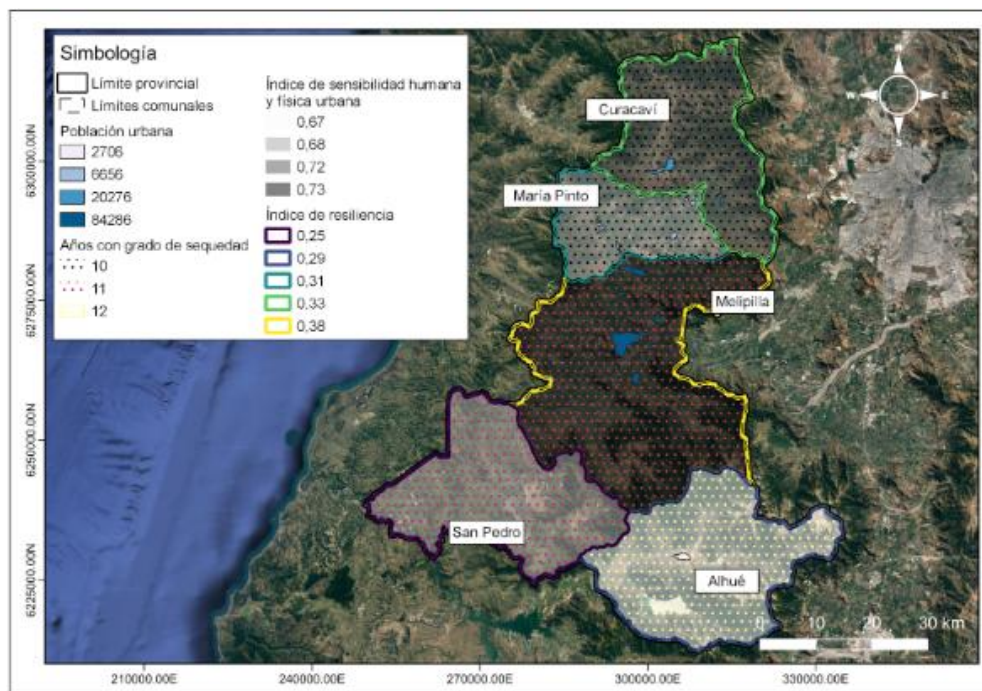 Simbología
Límite provincial
Límites comunales
Población urbana
2706
6656
20276
84286
Años con grado de sequedad
10
11
12
Índice de sensibilidad humana
y física urbana
0,67
0,68
0,72
0,73
Índice de resiliencia
0,25
0,29
0,31
0,33
0,38
Curacaví
María Pinto
Melipilla
San Pedro
Alhué
N
W
E
S
6300000.00N
6275000.00N
6250000.00N
6225000.00N
0 10 20 30 km
210000.00E 240000.00E 270000.00E 300000.00E 330000.00E